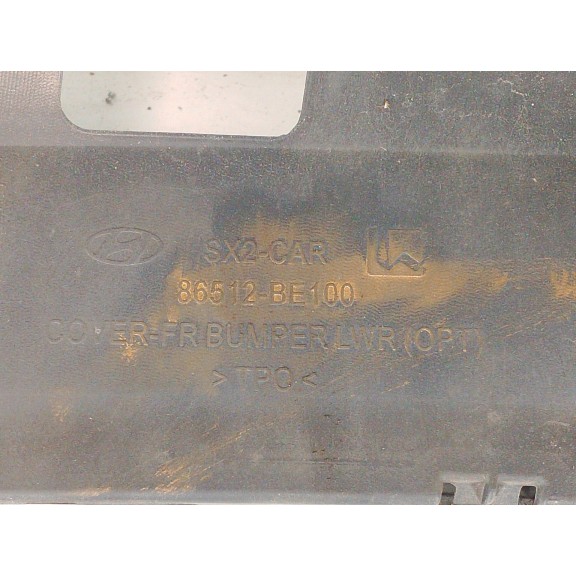 SX2-CAR
86512-BE100
COVER-FR BUMPER LWR(OPT)
>TPO<